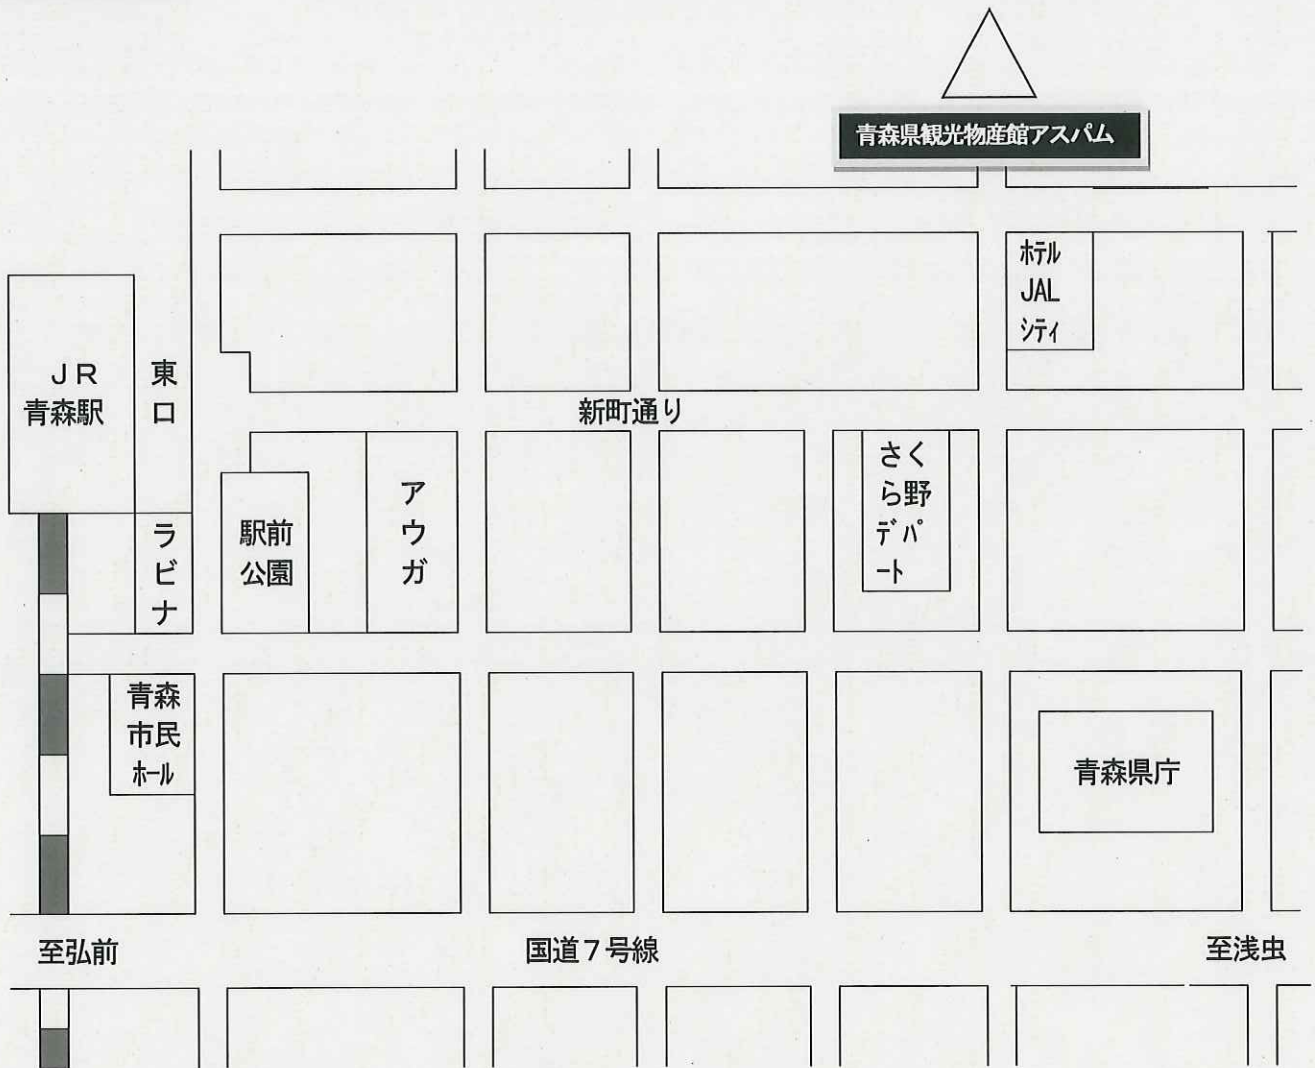 青森県観光物産館アスパム
ホテル
JAL
シティ
JR
青森駅
東
口
新町通り
さく
ら野
デパ
ート
ア
ウ
ガ
駅前
公園
ラ
ビ
ナ
青森
市民
ホール
青森県庁
至弘前
国道7号線
至浅虫